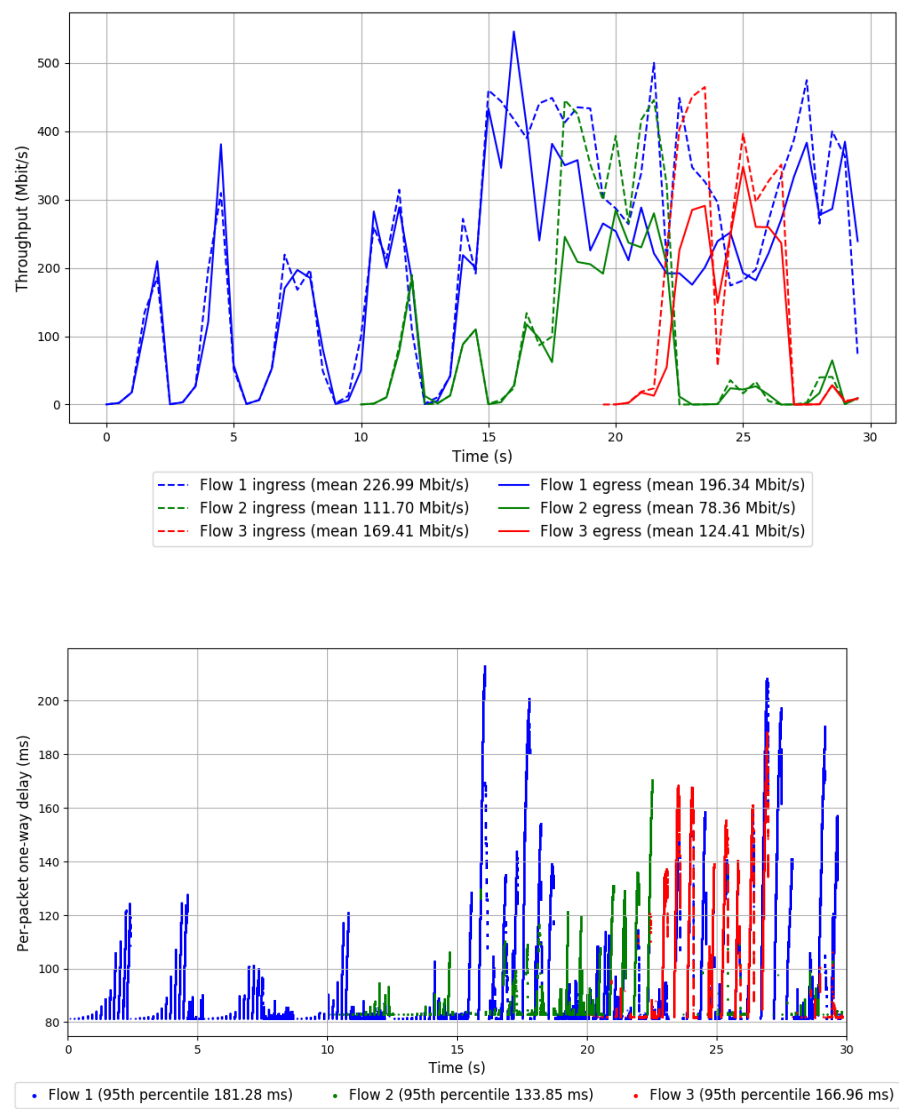 500
400
300
200
100
0
Throughput (Mbit/s)
0 5 10 15 20 25 30
Time (s)
Flow 1 ingress (mean 226.99 Mbit/s) Flow 1 egress (mean 196.34 Mbit/s)
Flow 2 ingress (mean 111.70 Mbit/s) Flow 2 egress (mean 78.36 Mbit/s)
Flow 3 ingress (mean 169.41 Mbit/s) Flow 3 egress (mean 124.41 Mbit/s)
200
180
160
140
120
100
80
Per-packet one-way delay (ms)
0 5 10 15 20 25 30
Time (s)
Flow 1 (95th percentile 181.28 ms) Flow 2 (95th percentile 133.85 ms) Flow 3 (95th percentile 166.96 ms)